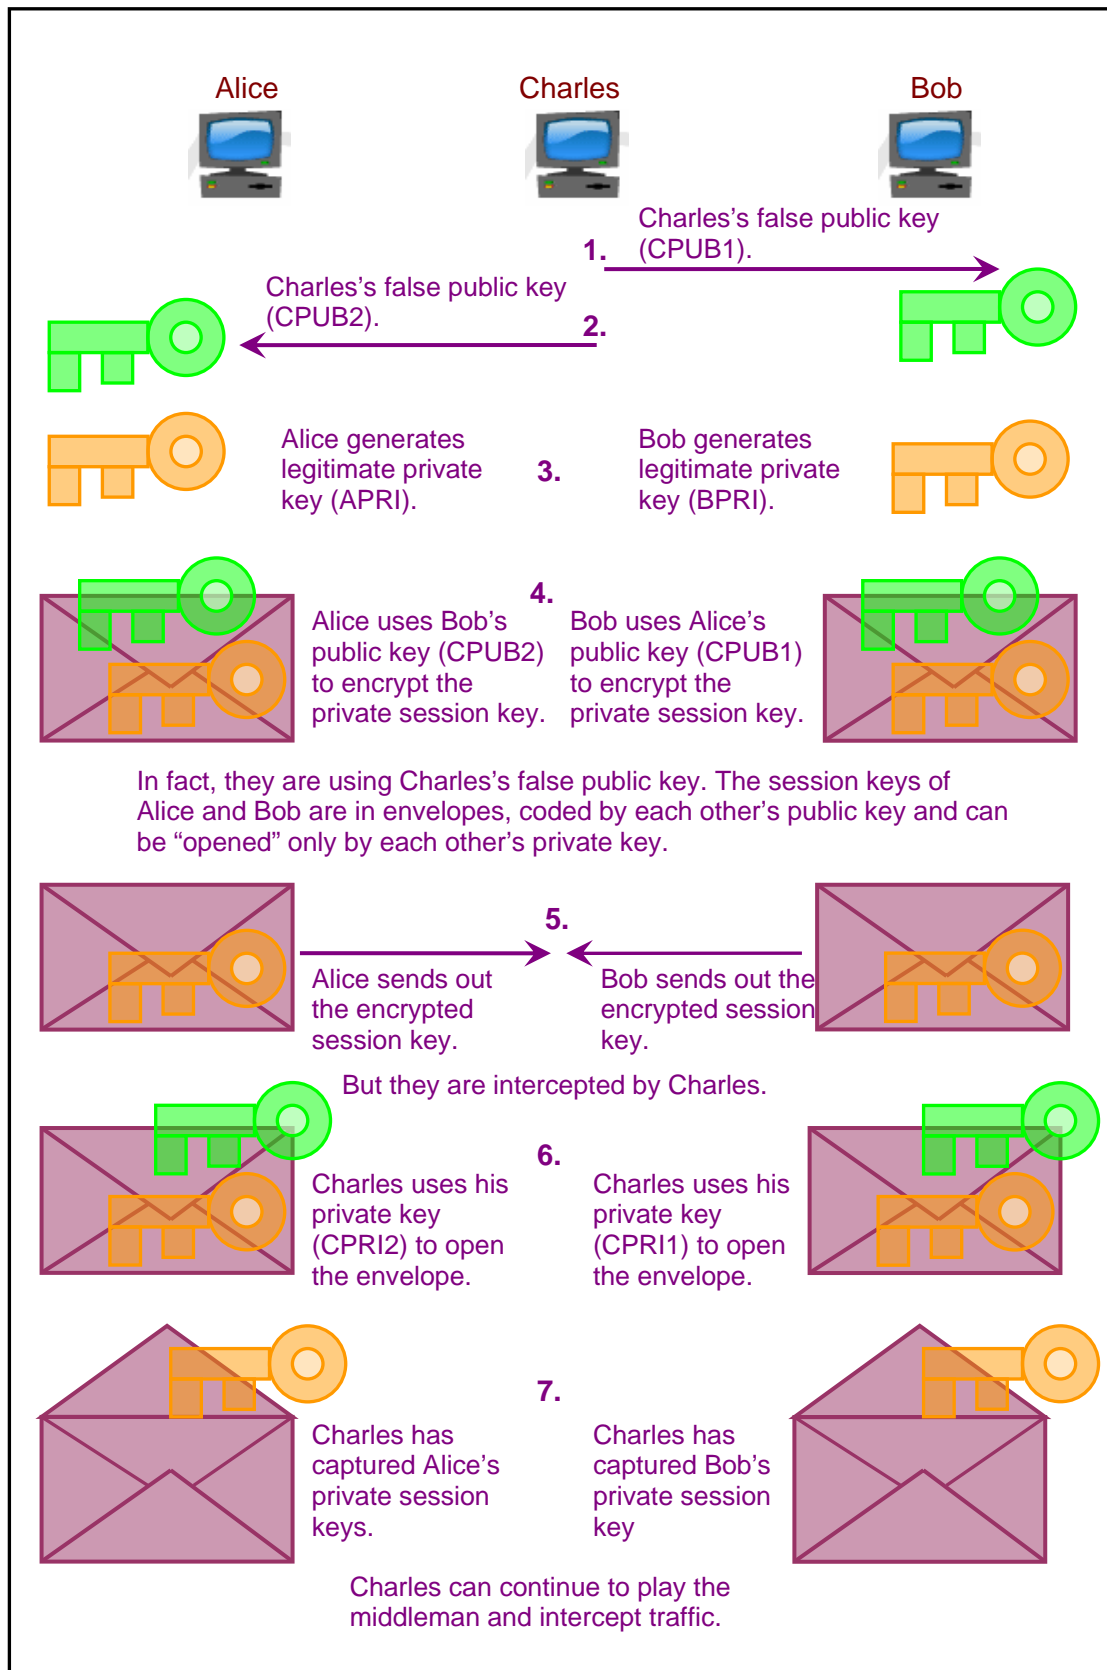 Alice
Charles
Bob
Charles's false public key
(CPUB1).
1.
Charles's false public key
(CPUB2).
2.
Alice generates
legitimate private
key (APRI).
3.
Bob generates
legitimate private
key (BPRI).
4.
Alice uses Bob's
public key (CPUB2)
to encrypt the
private session key.
Bob uses Alice's
public key (CPUB1)
to encrypt the
private session key.
In fact, they are using Charles's false public key. The session keys of
Alice and Bob are in envelopes, coded by each other's public key and can
be “opened” only by each other's private key.
5.
Alice sends out
the encrypted
session key.
Bob sends out the
encrypted session
key.
But they are intercepted by Charles.
6.
Charles uses his
private key
(CPRI2) to open
the envelope.
Charles uses his
private key
(CPRI1) to open
the envelope.
7.
Charles has
captured Alice's
private session
keys.
Charles has
captured Bob's
private session
key
Charles can continue to play the
middleman and intercept traffic.